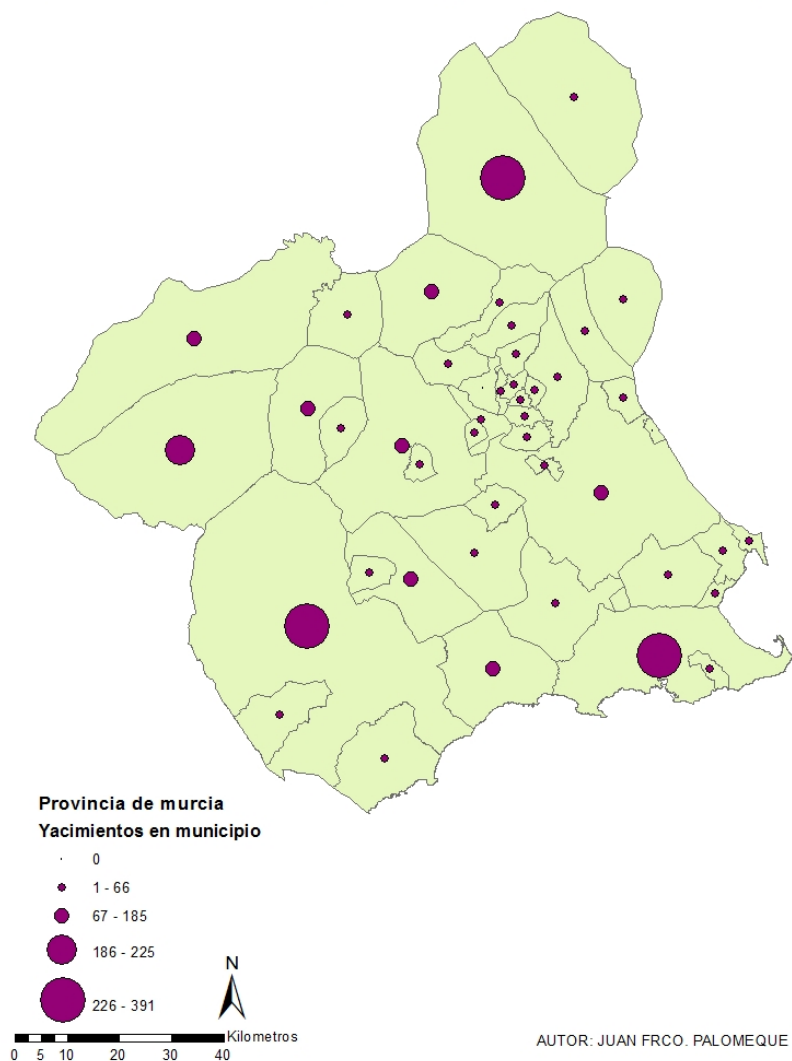 Provincia de murcia
Yacimientos en municipio
0
1 - 66
67 - 185
186 - 225
226 - 391
N
Kilometros
0 5 10 20 30 40
AUTOR: JUAN FRCO. PALOMEQUE